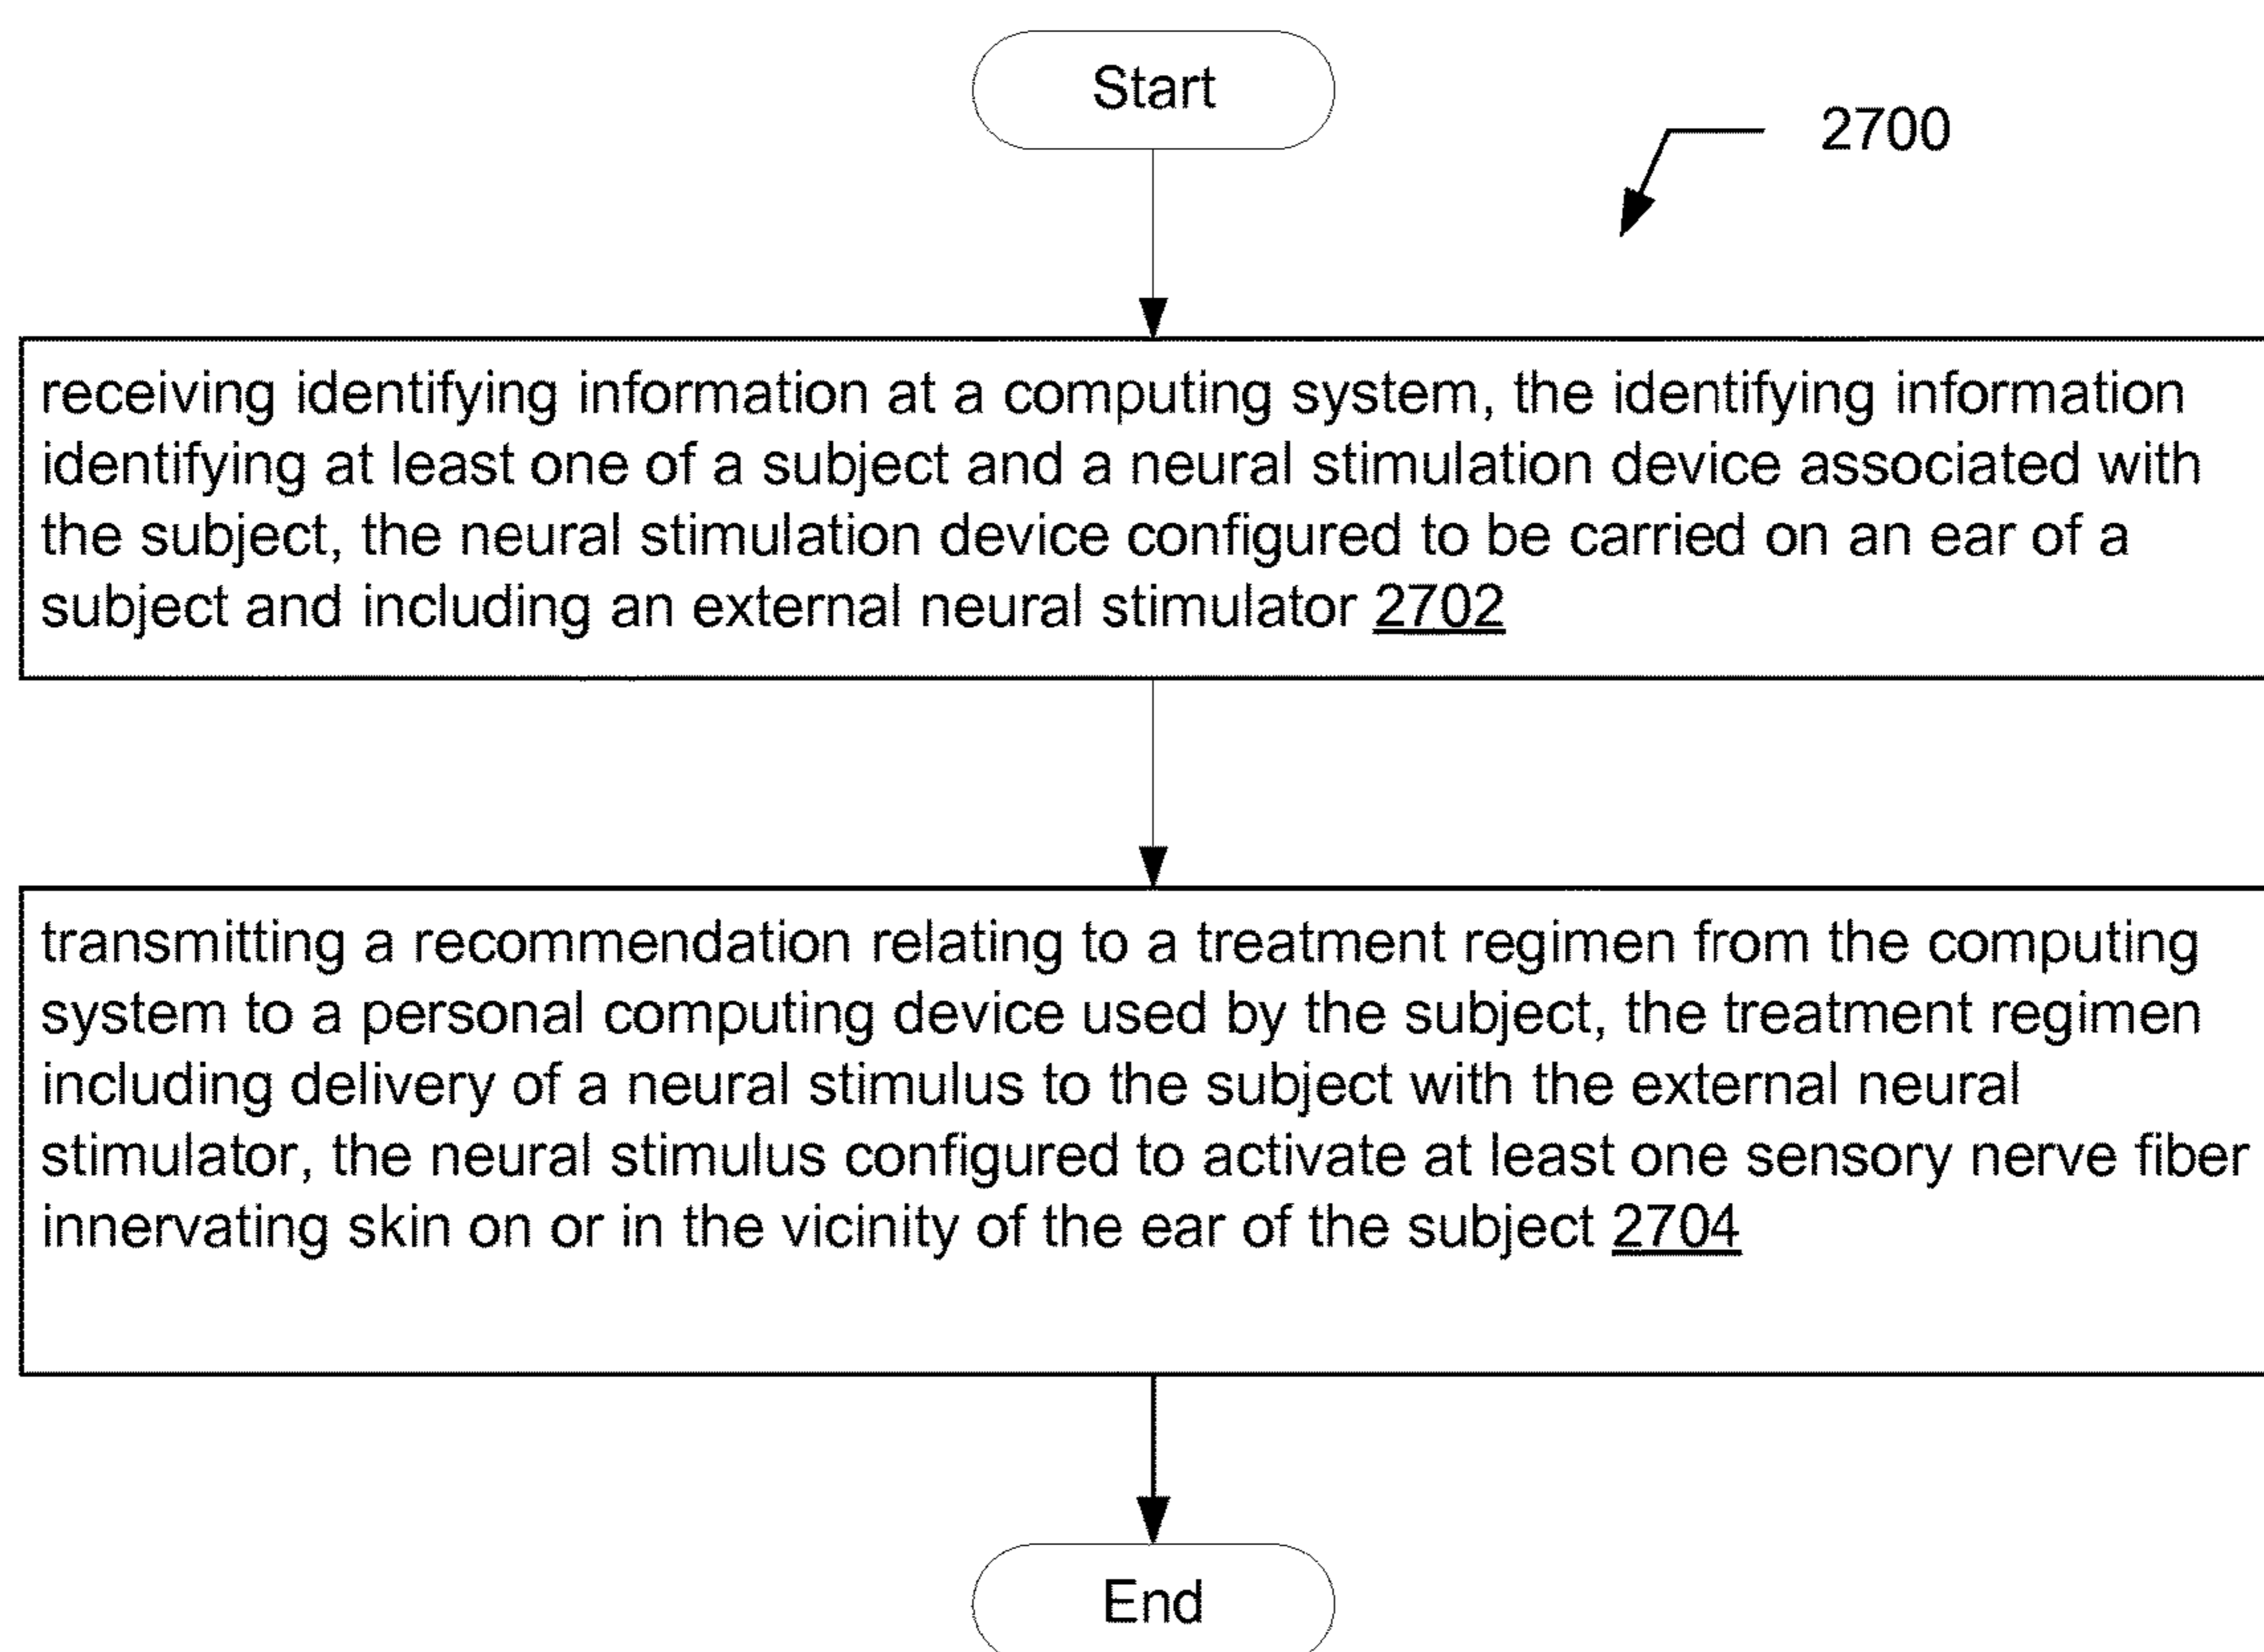 Start
2700
receiving identifying information at a computing system, the identifying information
identifying at least one of a subject and a neural stimulation device associated with
the subject, the neural stimulation device configured to be carried on an ear of a
subject and including an external neural stimulator 2702
transmitting a recommendation relating to a treatment regimen from the computing
system to a personal computing device used by the subject, the treatment regimen
including delivery of a neural stimulus to the subject with the external neural
stimulator, the neural stimulus configured to activate at least one sensory nerve fiber
innervating skin on or in the vicinity of the ear of the subject 2704
End